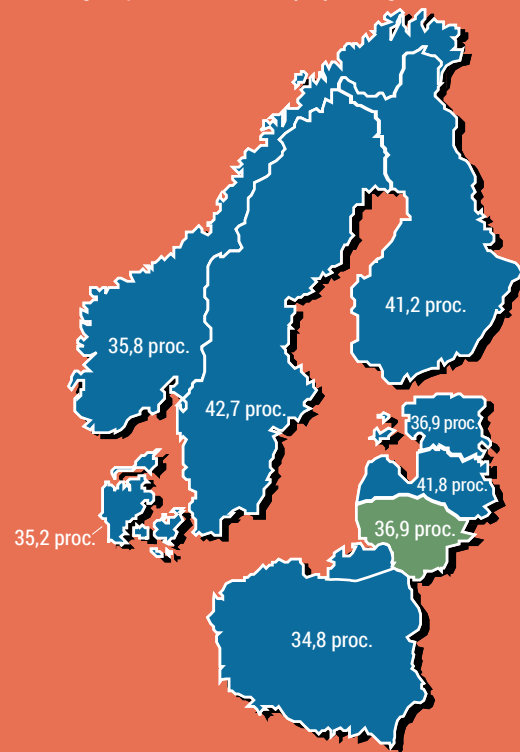 35,8 proc.
41,2 proc.
42,7 proc.
36,9 proc.
41,8 proc.
36,9 proc.
35,2 proc.
34,8 proc.